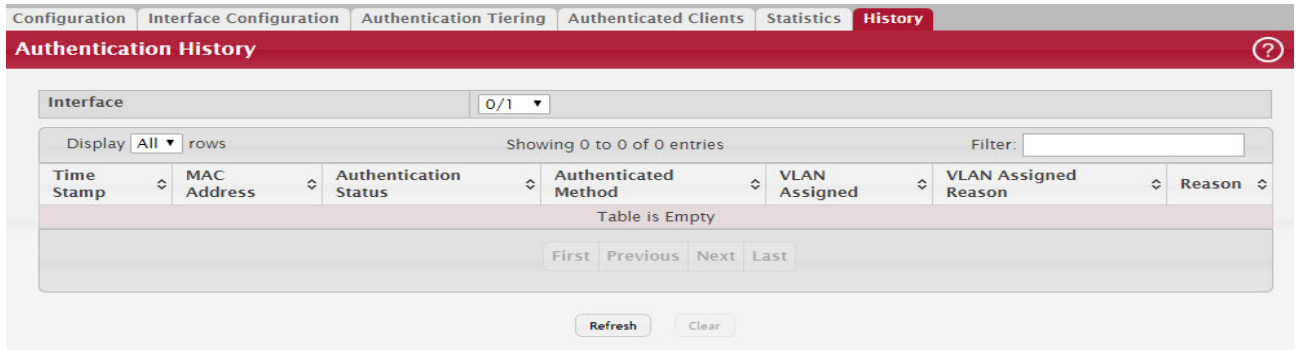 Configuration Interface Configuration Authentication Tiering Authenticated Clients Statistics History
Authentication History ?
Interface 0/1
Display All rows Showing 0 to 0 of 0 entries Filter:
Time Stamp MAC Address Authentication Status Authenticated Method VLAN Assigned VLAN Assigned Reason Reason
Table is Empty
First Previous Next Last
Refresh Clear